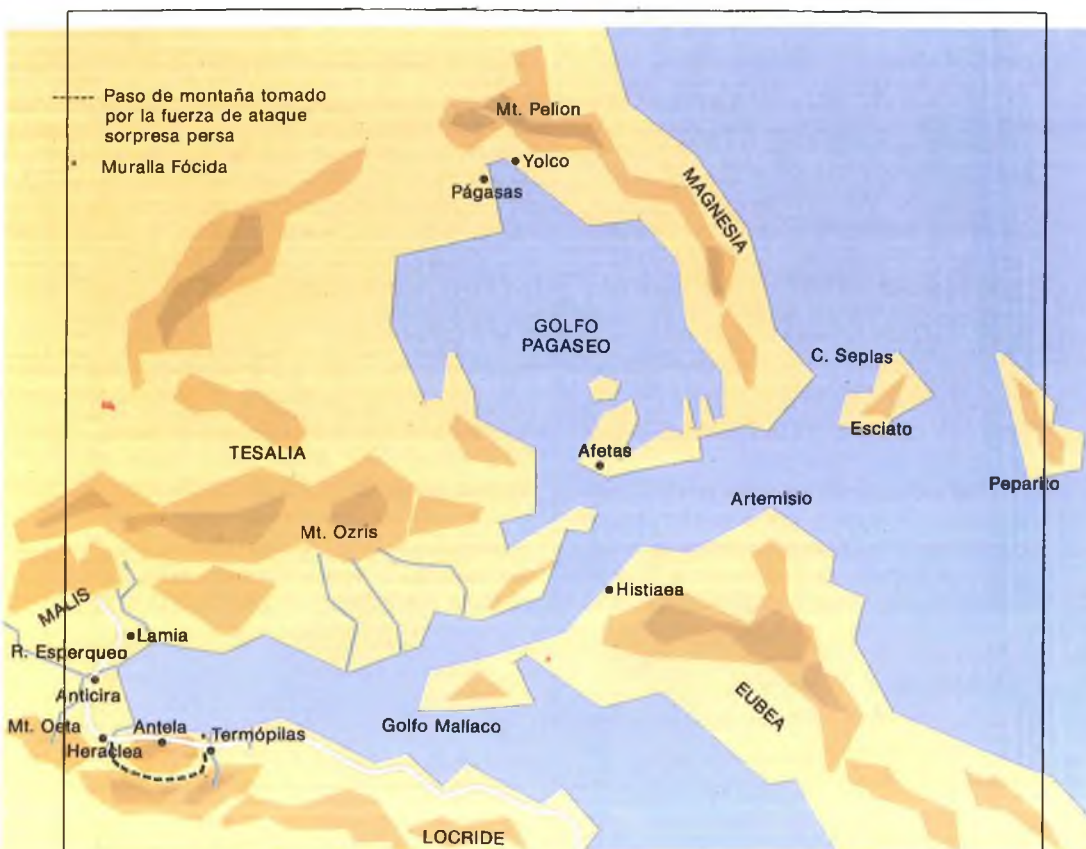 Paso de montaña tomado
por la fuerza de ataque
sorpresa persa
Muralla Fócida
Mt. Pelion
Yolco
Págasas
MAGNESIA
GOLFO
PAGASEO
C. Seplas
Esciato
Peparito
TESALIA
Afetas
Artemisio
Mt. Ozris
Histiaea
MALIS
Lamia
R. Esperqueo
Anticira
EUBEA
Mt. Oeta
Antela
Termópilas
Golfo Malíaco
Heraclea
LOCRIDE